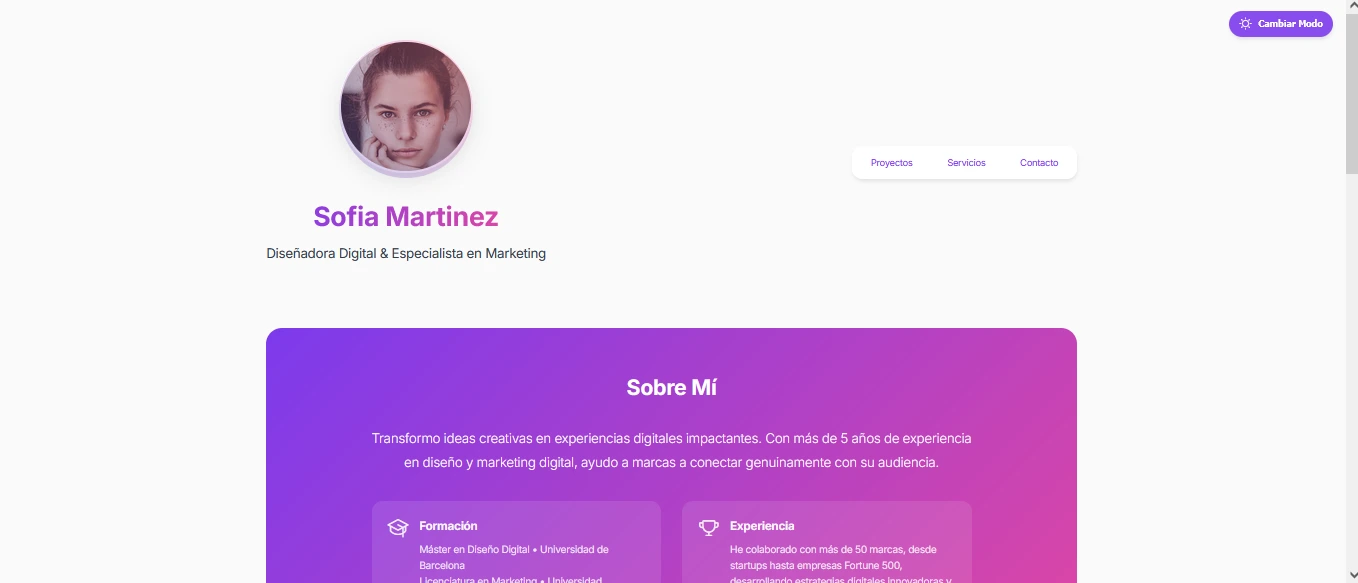 Cambiar Modo
Proyectos
Servicios
Contacto
Sofia Martinez
Diseñadora Digital & Especialista en Marketing
Sobre Mí
Transformo ideas creativas en experiencias digitales impactantes. Con más de 5 años de experiencia
en diseño y marketing digital, ayudo a marcas a conectar genuinamente con su audiencia.
Formación
Máster en Diseño Digital • Universidad de
Barcelona
Licenciatura en Marketing • Universidad
Experiencia
He colaborado con más de 50 marcas, desde
startups hasta empresas Fortune 500,
desarrollando estrategias digitales innovadoras y